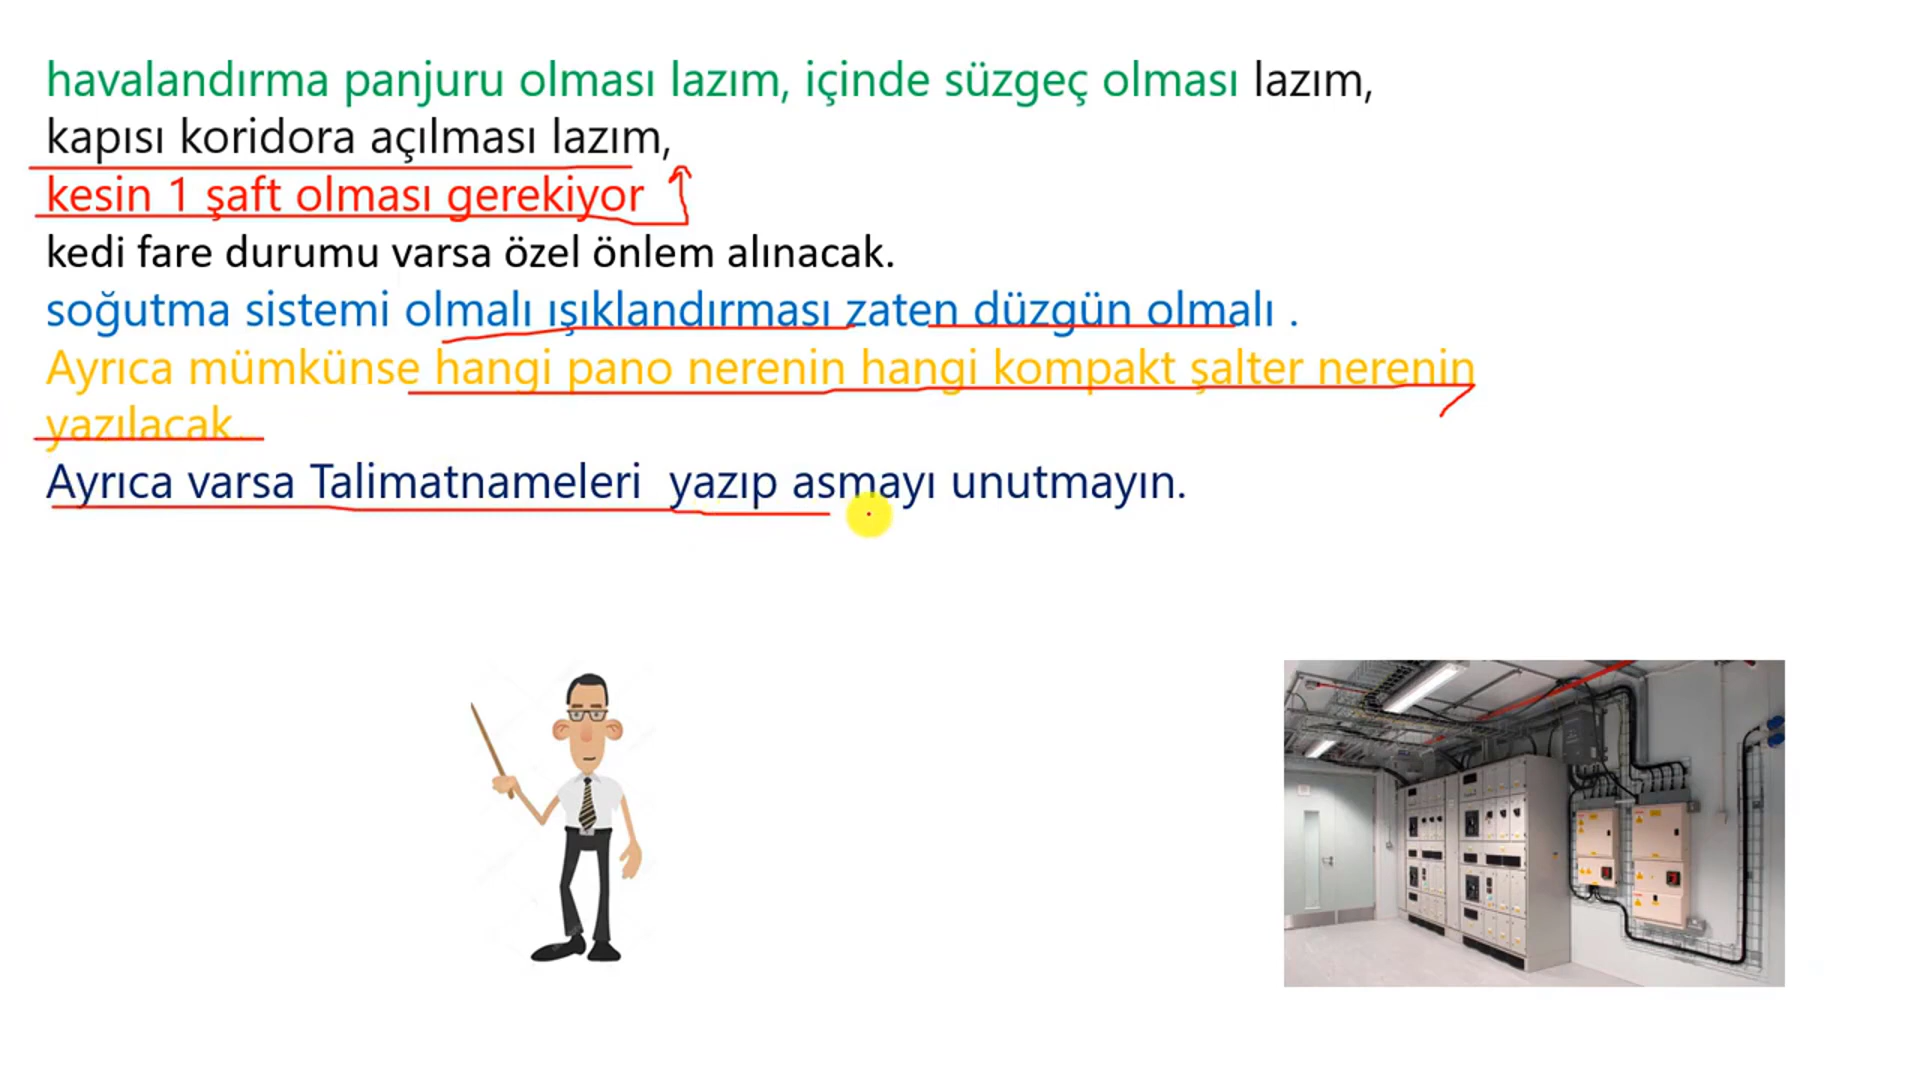 havalandırma panjuru olması lazım, içinde süzgeç olması lazım,
kapısı koridora açılması lazım,
kesin 1 şaft olması gerekiyor
kedi fare durumu varsa özel önlem alınacak.
soğutma sistemi olmalı ışıklandırması zaten düzgün olmalı .
Ayrıca mümkünse hangi pano nerenin hangi kompakt şalter nerenin
yazılacak.
Ayrıca varsa Talimatnameleri  yazıp asmayı unutmayın.